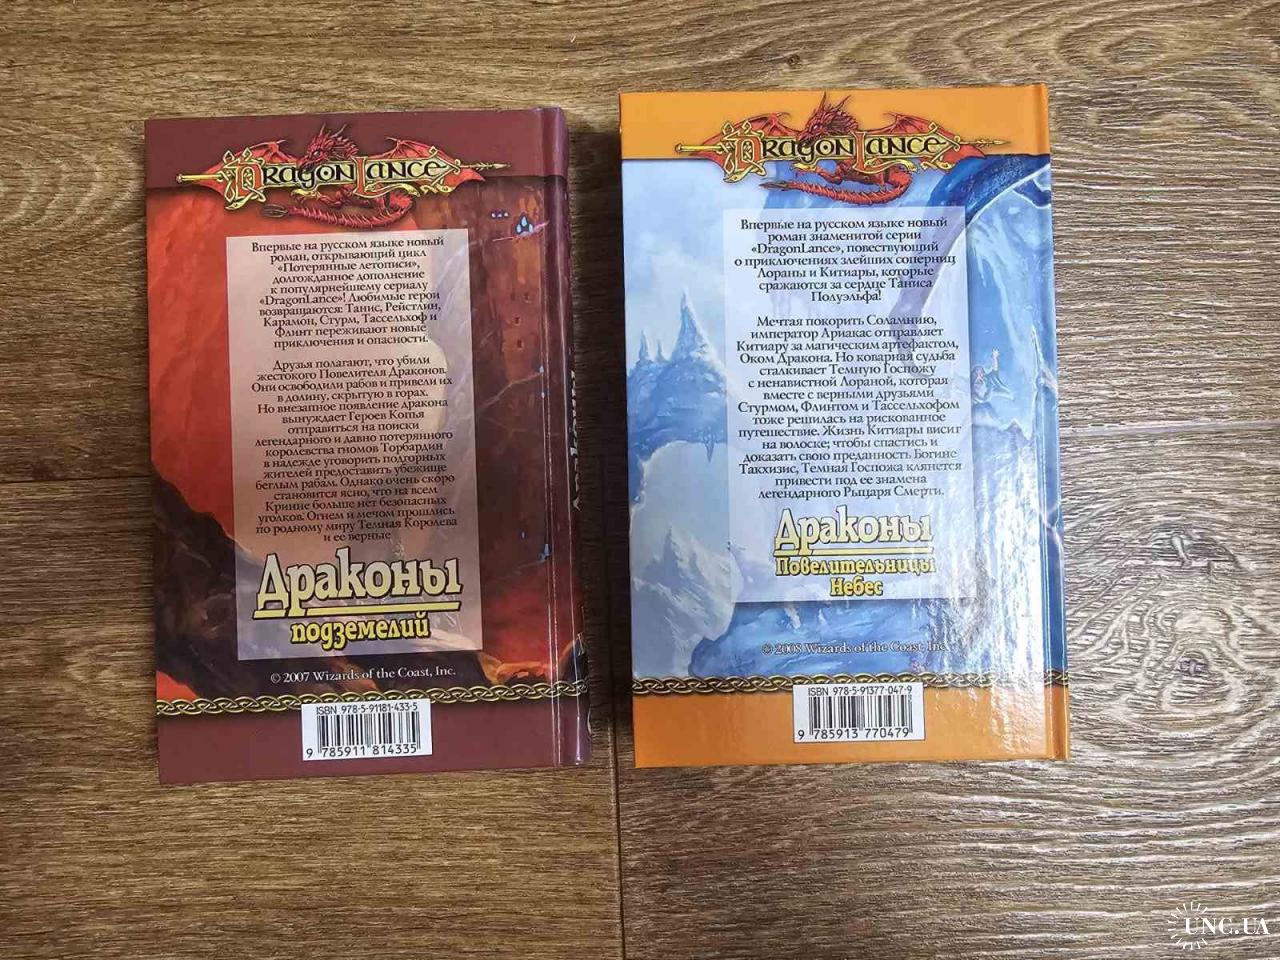 DRAGONLANCE
Впервые на русском языке новый
роман, открывающий цикл
«Потерянные летописи»,
долгожданное дополнение
к популярнейшему сериалу
«DragonLance»! Любимые герои
возвращаются: Танис, Рейстлин,
Карамон, Стурм, Тассельхоф и
Флинт переживают новые
приключения и опасности.
Друзья полагают, что убили
жестокого Повелителя Драконов.
Они освободили рабов и привели их
в долину, скрытую в горах.
Но внезапное появление дракона
вынуждает Героев Копья
отправиться на поиски
легендарного и давно потерянного
королевства гномов Торбардин
в надежде уговорить подгорных
жителей предоставить убежище
беглым рабам. Однако очень скоро
становится ясно, что на всем
Кринне больше нет безопасных
уголков. Огнем и мечом прошлись
по родному миру Темная Королева
и ее верные
Драконы
подземелий
© 2007 Wizards of the Coast, Inc.
ISBN 978-5-91181-433-5
9 785911 814335
DRAGONLANCE
Впервые на русском языке новый
роман знаменитой серии
«DragonLance», повествующий
о приключениях злейших соперниц
Лораны и Китиары, которые
сражаются за сердце Таниса
Полуэльфа!
Мечтая покорить Соламнию,
император Ариакас отправляет
Китиару за магическим артефактом,
Оком Дракона. Но коварная судьба
сталкивает Темную Госпожу
с ненавистной Лораной, которая
вместе с верными друзьями
Стурмом, Флинтом и Тассельхофом
тоже решилась на рискованное
путешествие. Жизнь Китиары висит
на волоске; чтобы спастись и
доказать свою преданность Богине
Такхизис, Темная Госпожа клянется
привести под ее знамена
легендарного Рыцаря Смерти.
Драконы
Повелительницы
Небес
© 2008 Wizards of the Coast, Inc.
ISBN 978-5-91377-047-9
9 785913 770479
UNC.UA